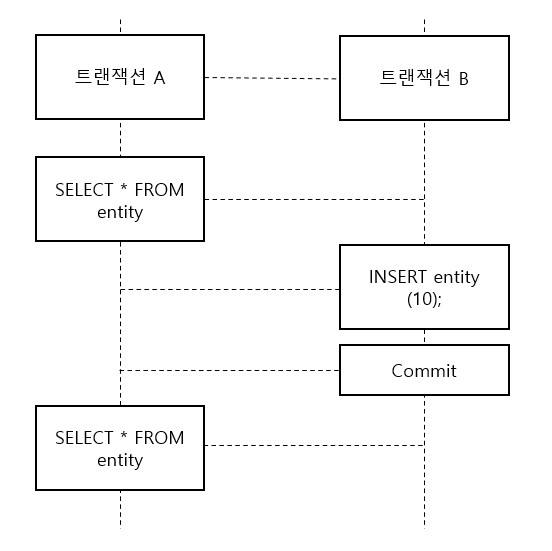 트랜잭션 A
트랜잭션 B
SELECT * FROM
entity
INSERT entity
(10);
Commit
SELECT * FROM
entity